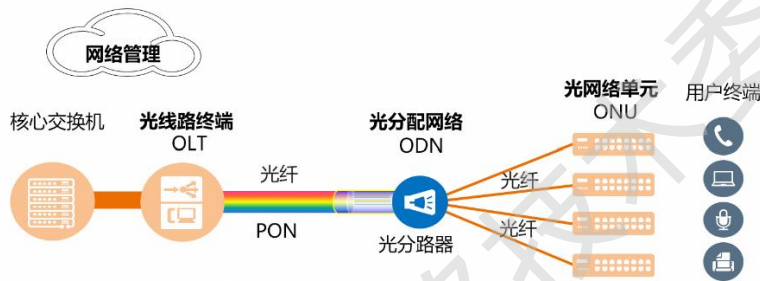 网络管理
核心交换机
光线路终端
OLT
光纤
PON
光分配网络
ODN
光分路器
光纤
光纤
光网络单元
ONU
用户终端